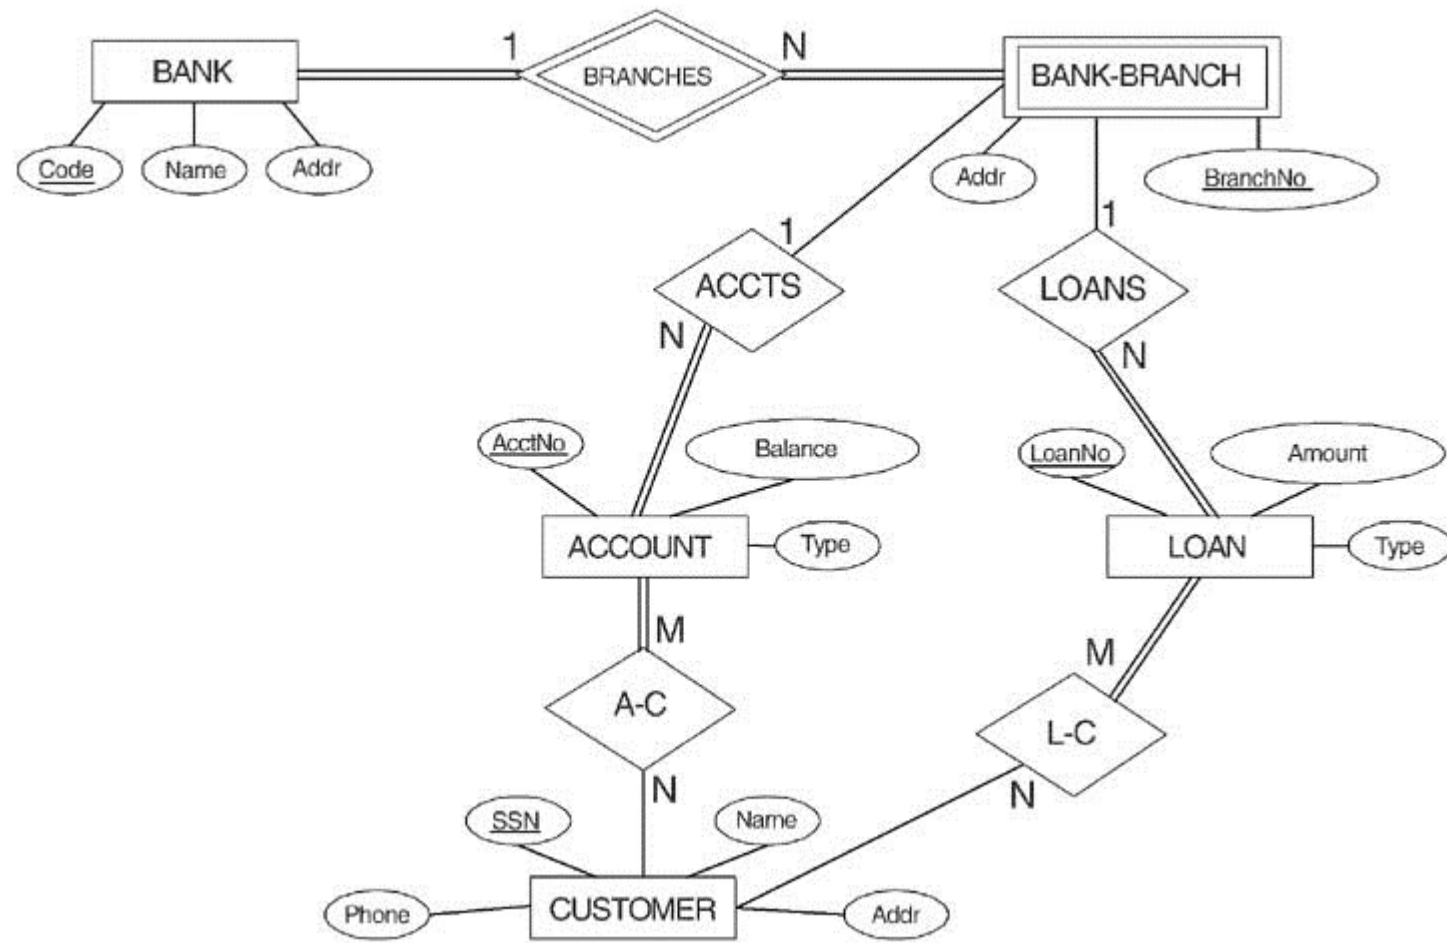 1
N
BANK
BRANCHES
BANK-BRANCH
Code
Name
Addr
Addr
BranchNo
1
1
ACCTS
LOANS
N
N
AcctNo
Balance
LoanNo
Amount
ACCOUNT
Type
LOAN
Type
M
M
A-C
L-C
N
N
SSN
Name
Phone
CUSTOMER
Addr